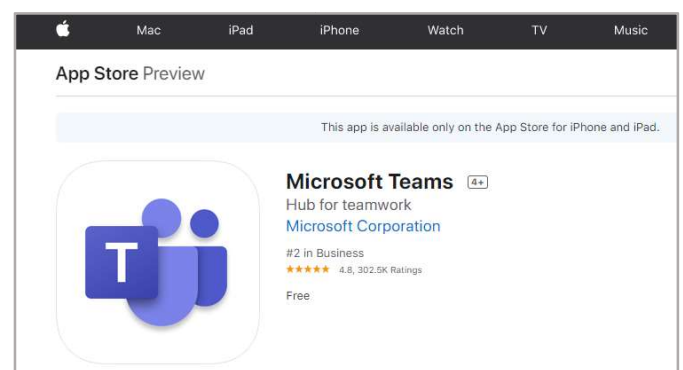 Mac iPad iPhone Watch TV Music
App Store Preview
This app is available only on the App Store for iPhone and iPad.
Microsoft Teams 4+
Hub for teamwork
Microsoft Corporation
#2 in Business
★★★★★ 4.8, 302.5K Ratings
Free
T